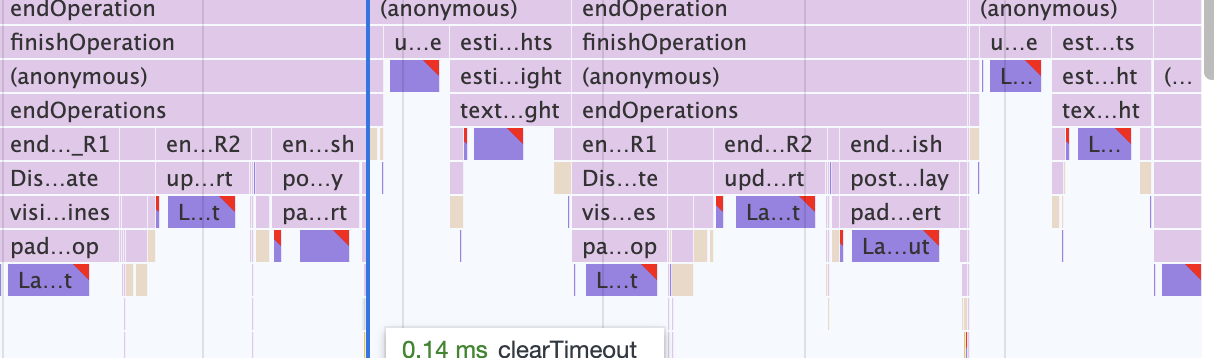 endOperation (anonymous) endOperation (anonymous)
finishOperation u…e esti…hts finishOperation u…e est…ts
(anonymous) esti…ight (anonymous) L… est…ht (…
endOperations text…ght endOperations tex…ht
end…_R1 en…R2 en…sh en…R1 end…R2 end…ish L…
Dis…ate up…rt po…y Dis…te upd…rt post…lay
visi…ines L…t pa…rt vis…es La…t pad…ert
pad…op pa…op La…ut
La…t L…t
0.14 ms clearTimeout